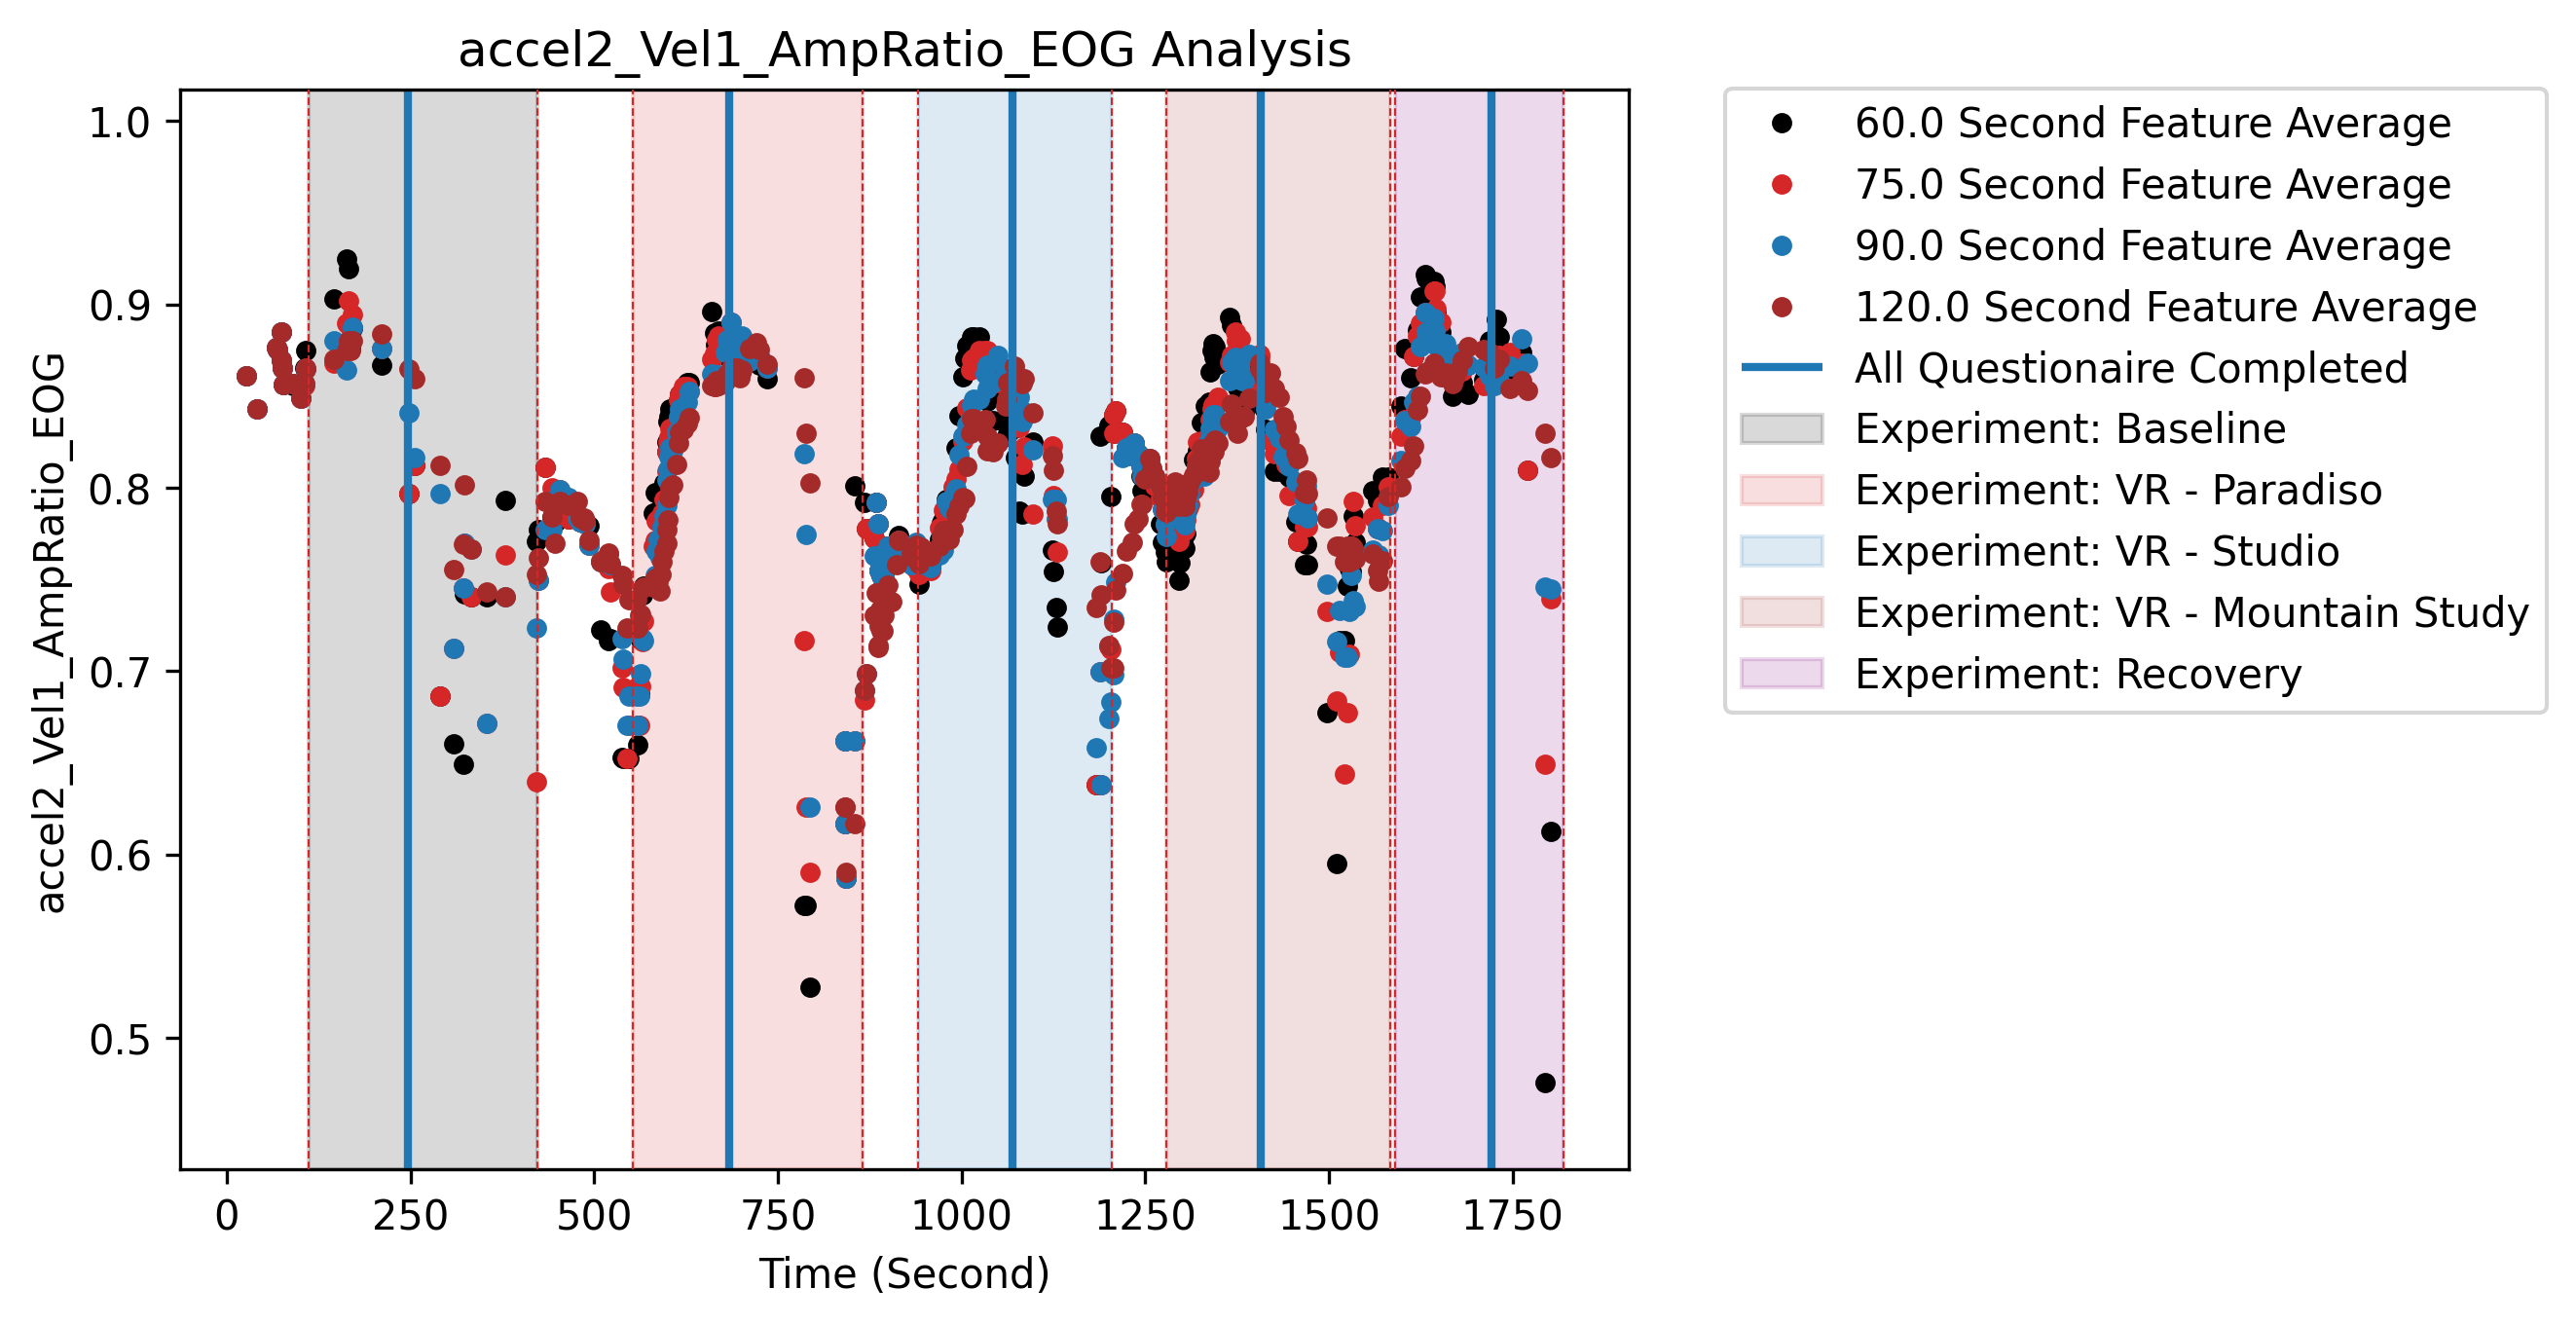 accel2_Vel1_AmpRatio_EOG Analysis
accel2_Vel1_AmpRatio_EOG
1.0
0.9
0.8
0.7
0.6
0.5
0 250 500 750 1000 1250 1500 1750
Time (Second)
60.0 Second Feature Average
75.0 Second Feature Average
90.0 Second Feature Average
120.0 Second Feature Average
All Questionaire Completed
Experiment: Baseline
Experiment: VR - Paradiso
Experiment: VR - Studio
Experiment: VR - Mountain Study
Experiment: Recovery